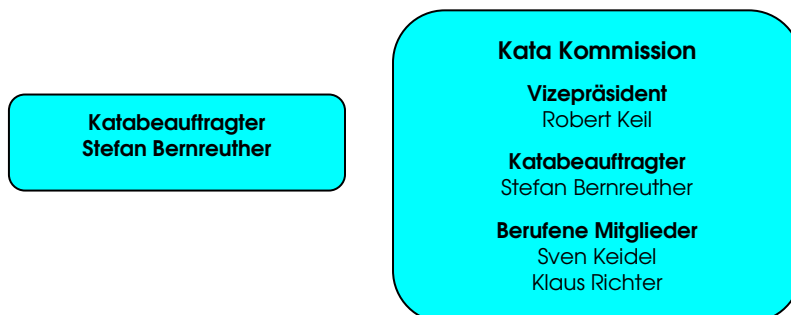 Katabeauftragter
Stefan Bernreuther
Kata Kommission
Vizepräsident
Robert Keil
Katabeauftragter
Stefan Bernreuther
Berufene Mitglieder
Sven Keidel
Klaus Richter